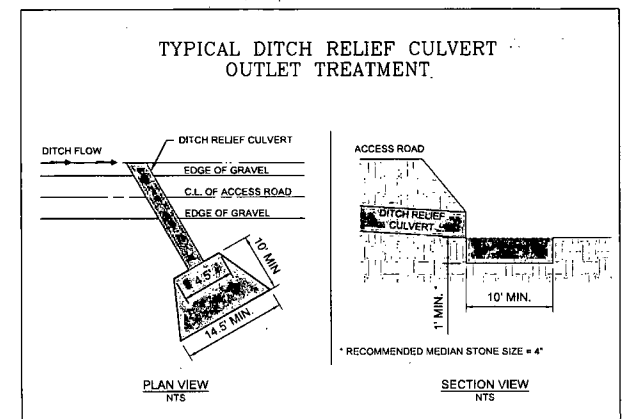 TYPICAL DITCH RELIEF CULVERT
OUTLET TREATMENT
DITCH FLOW
DITCH RELIEF CULVERT
EDGE OF GRAVEL
C.L. OF ACCESS ROAD
EDGE OF GRAVEL
4.5'
10' MIN
14.5' MIN.
PLAN VIEW
NTS
ACCESS ROAD
DITCH RELIEF
CULVERT
1' MIN. *
10' MIN.
* RECOMMENDED MEDIAN STONE SIZE = 4"
SECTION VIEW
NTS